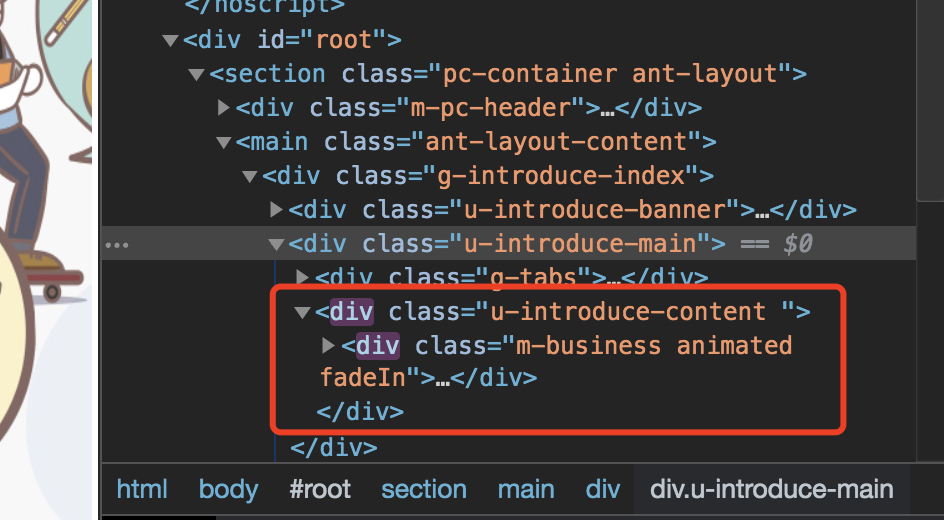 </noscript>
▼<div id="root">
▼<section class="pc-container ant-layout">
▶<div class="m-pc-header">…</div>
▼<main class="ant-layout-content">
▼<div class="g-introduce-index">
▶<div class="u-introduce-banner">…</div>
… ▼<div class="u-introduce-main"> == $0
▶<div class="g-tabs">…</div>
▼<div class="u-introduce-content ">
▶<div class="m-business animated
fadeIn">…</div>
</div>
</div>
html body #root section main div div.u-introduce-main